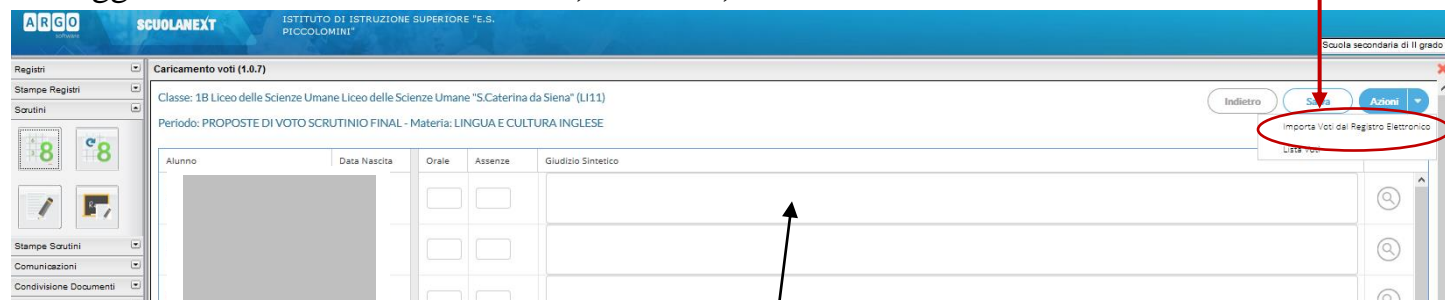 ARGO
software
SCUOLANEXT
ISTITUTO DI ISTRUZIONE SUPERIORE "E.S.
PICCOLOMINI"
Scuola secondaria di II grado
Registri
Stampe Registri
Scrutini
Stampe Scrutini
Comunicazioni
Condivisione Documenti
Caricamento voti (1.0.7)
Classe: 1B Liceo delle Scienze Umane Liceo delle Scienze Umane "S.Caterina da Siena" (LI11)
Periodo: PROPOSTE DI VOTO SCRUTINIO FINAL - Materia: LINGUA E CULTURA INGLESE
Indietro
Salva
Azioni
Importa Voti dal Registro Elettronico
Lista Voti
Alunno Data Nascita Orale Assenze Giudizio Sintetico